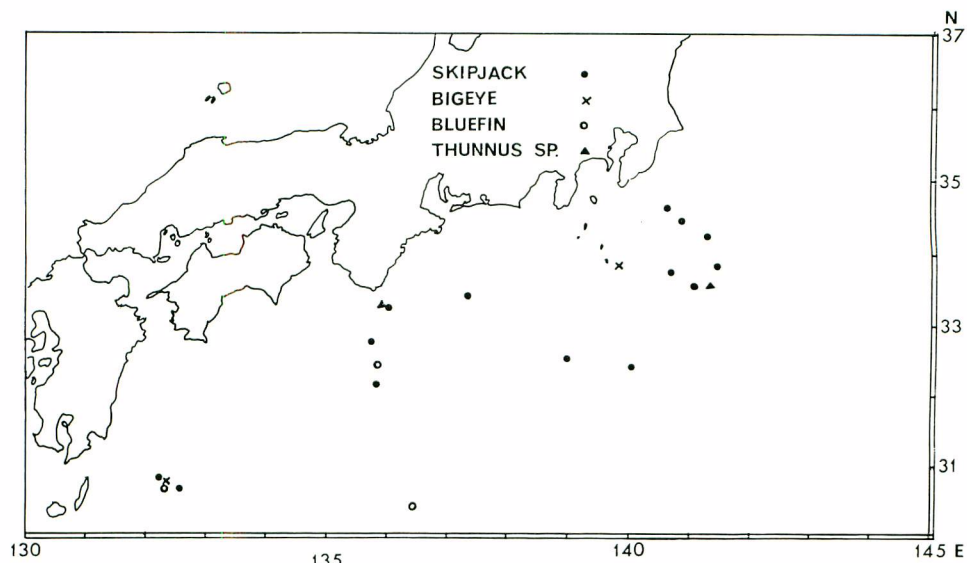 N
37
SKIPJACK
BIGEYE
BLUEFIN
THUNNUS SP.
35
33
31
130
135
140
145 E